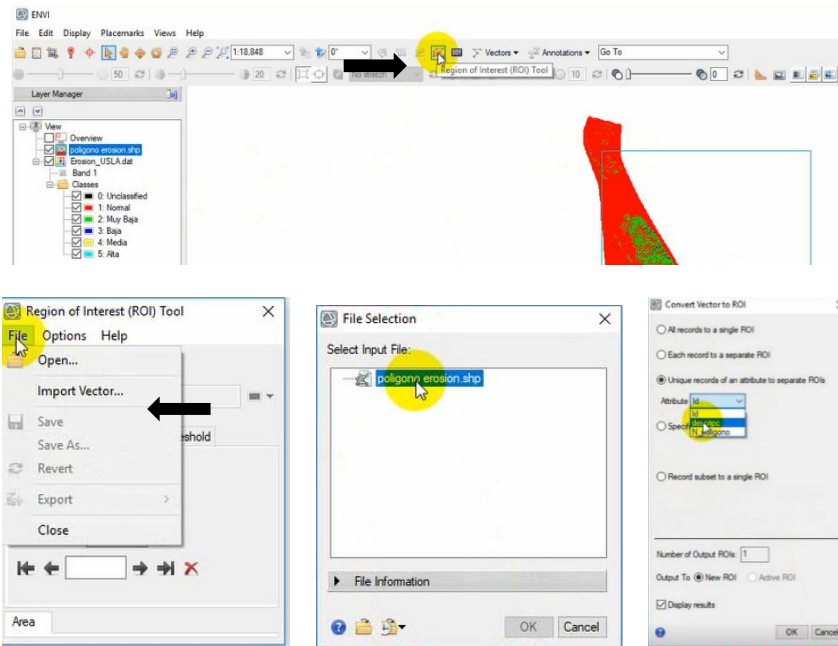 ENVI
File Edit Display Placemarks Views Help
1:18,848 0° Vectors Annotations Go To
50 20 No stretch 10 0
Region of Interest (ROI) Tool
Layer Manager
View
Overview
poligono erosion.shp
Erosion_USLA.dat
Band 1
Classes
0: Unclassified
1: Normal
2: Muy Baja
3: Baja
4: Media
5: Alta
Region of Interest (ROI) Tool
File Options Help
Open...
Import Vector...
Save
Save As...
Revert
Export
Close
Area
File Selection
Select Input File:
poligono erosion.shp
File Information
OK Cancel
Convert Vector to ROI
All records to a single ROI
Each record to a separate ROI
Unique records of an attribute to separate ROIs
Attribute Id
Id
Record subset to a single ROI
Number of Output ROIs: 1
Output To New ROI Active ROI
Display results
OK Cancel